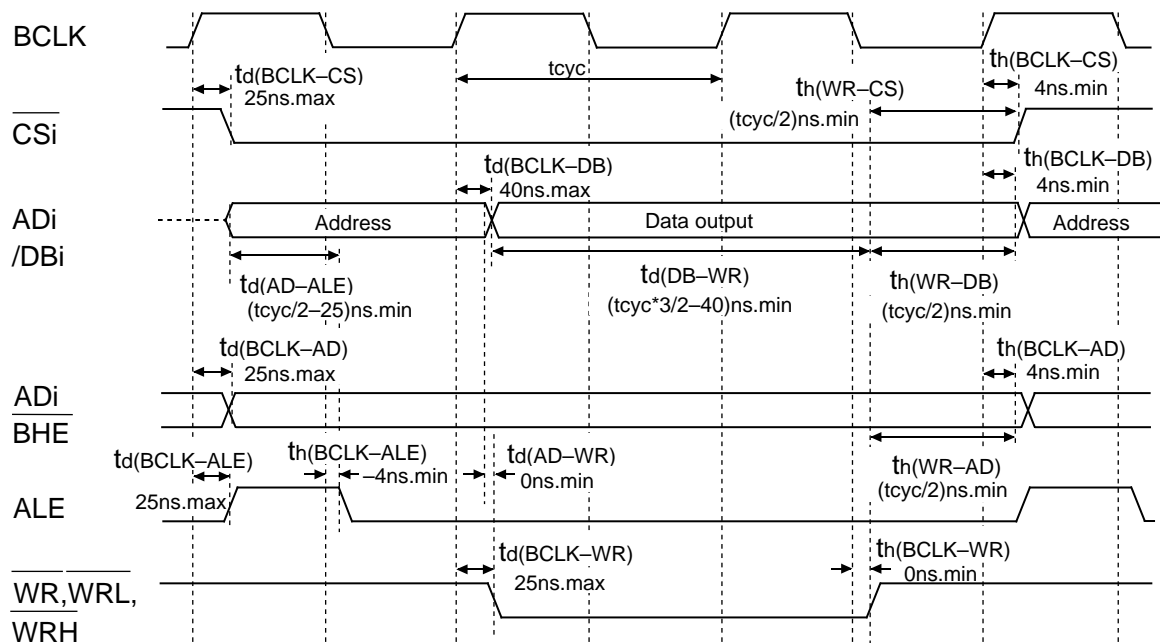 BCLK
td(BCLK–CS)
25ns.max
tcyc
th(BCLK–CS)
4ns.min
th(WR–CS)
(tcyc/2)ns.min
CSi
td(BCLK–DB)
40ns.max
th(BCLK–DB)
4ns.min
ADi
/DBi
Address
Data output
Address
td(AD–ALE)
(tcyc/2–25)ns.min
td(DB–WR)
(tcyc*3/2–40)ns.min
th(WR–DB)
(tcyc/2)ns.min
td(BCLK–AD)
25ns.max
th(BCLK–AD)
4ns.min
ADi
BHE
td(BCLK–ALE)
25ns.max
th(BCLK–ALE)
–4ns.min
td(AD–WR)
0ns.min
th(WR–AD)
(tcyc/2)ns.min
ALE
td(BCLK–WR)
25ns.max
th(BCLK–WR)
0ns.min
WR,WRL,
WRH